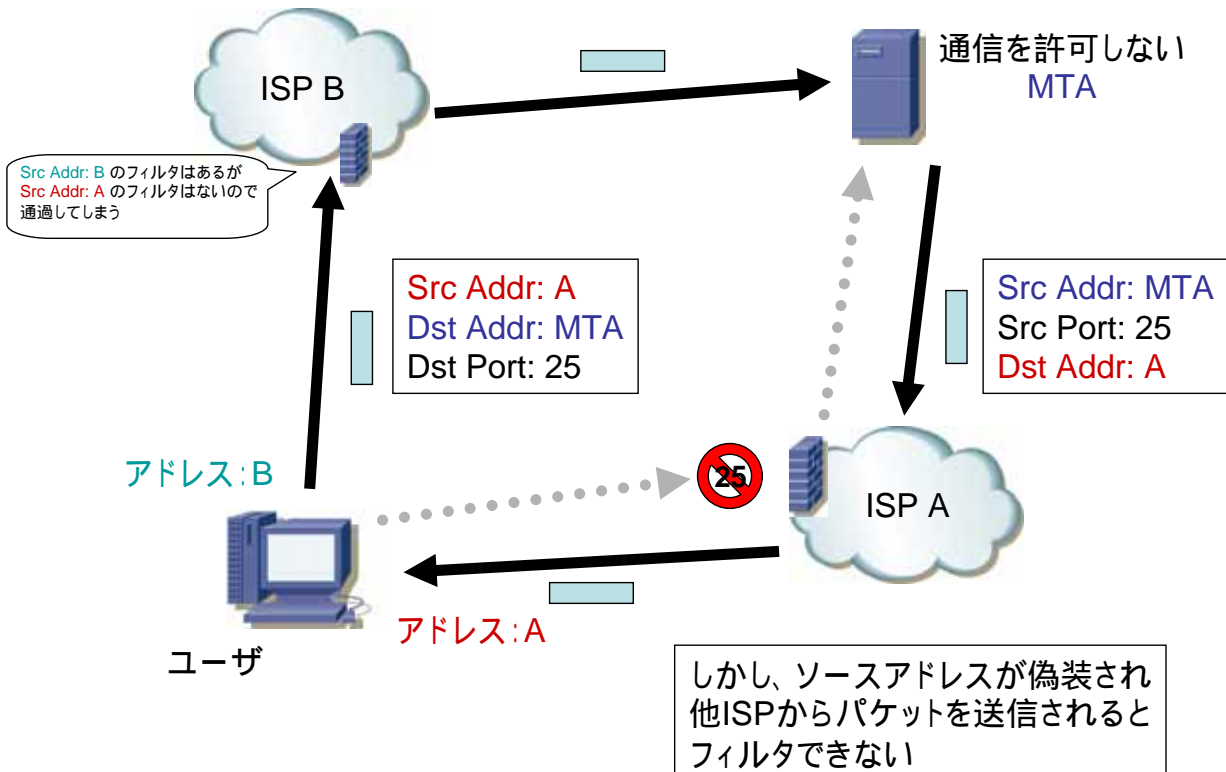 ISP B
通信を許可しない
MTA
Src Addr: B のフィルタはあるが
Src Addr: A のフィルタはないので
通過してしまう
Src Addr: A
Dst Addr: MTA
Dst Port: 25
Src Addr: MTA
Src Port: 25
Dst Addr: A
アドレス:B
25
ISP A
アドレス:A
ユーザ
しかし、ソースアドレスが偽装され
他ISPからパケットを送信されると
フィルタできない